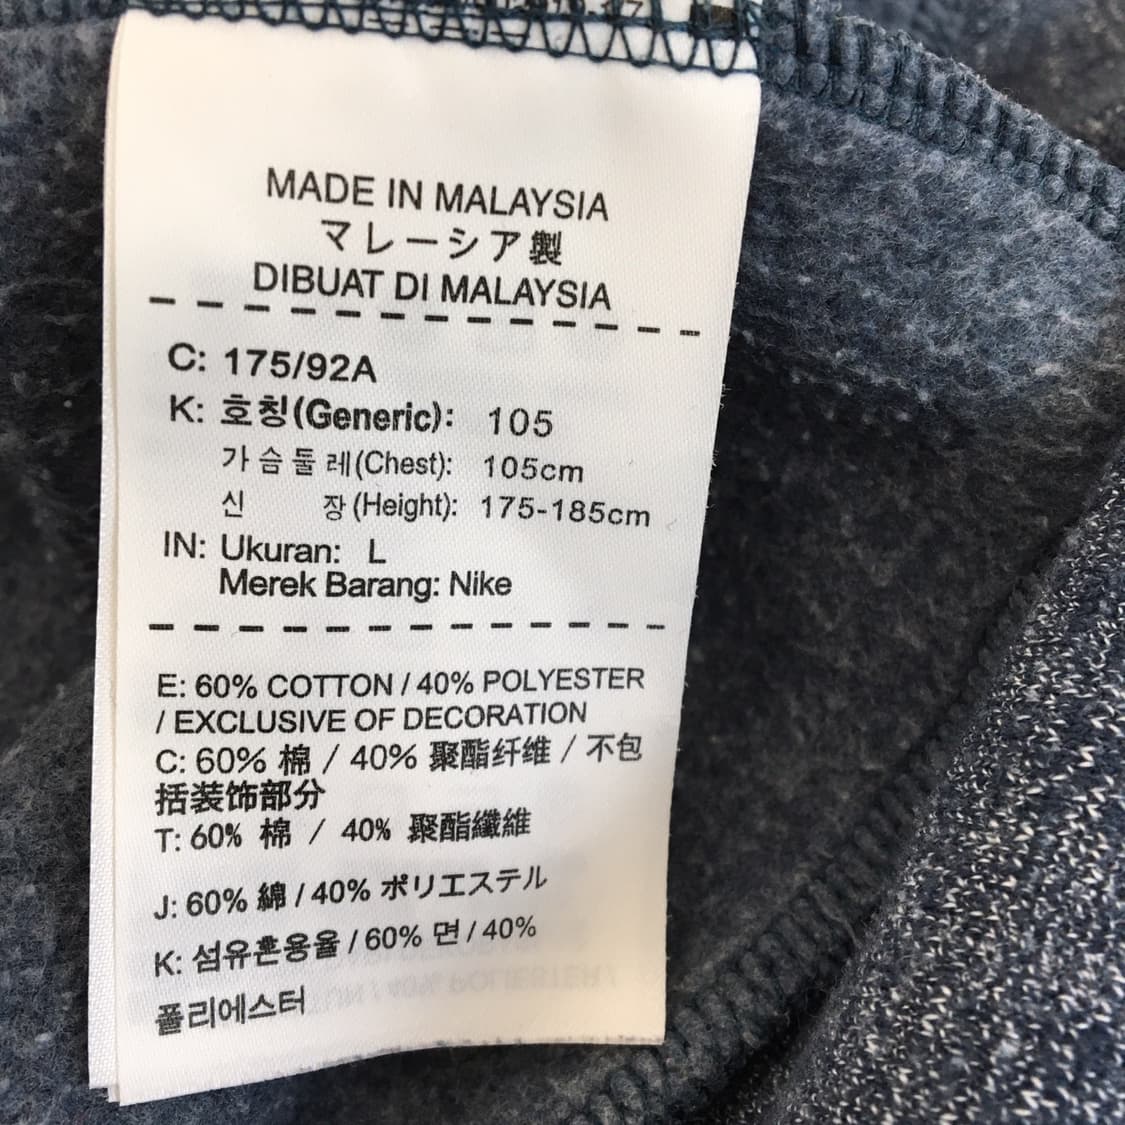 MADE IN MALAYSIA
マレーシア製
DIBUAT DI MALAYSIA
C: 175/92A
K: 호칭(Generic): 105
가슴둘레(Chest): 105cm
신 장(Height): 175-185cm
IN: Ukuran: L
Merek Barang: Nike
E: 60% COTTON / 40% POLYESTER
/ EXCLUSIVE OF DECORATION
C: 60% 棉 / 40% 聚酯纤维 / 不包
括装饰部分
T: 60% 棉 / 40% 聚酯纖維
J: 60% 綿 / 40% ポリエステル
K: 섬유혼용율 / 60% 면 / 40%
폴리에스터